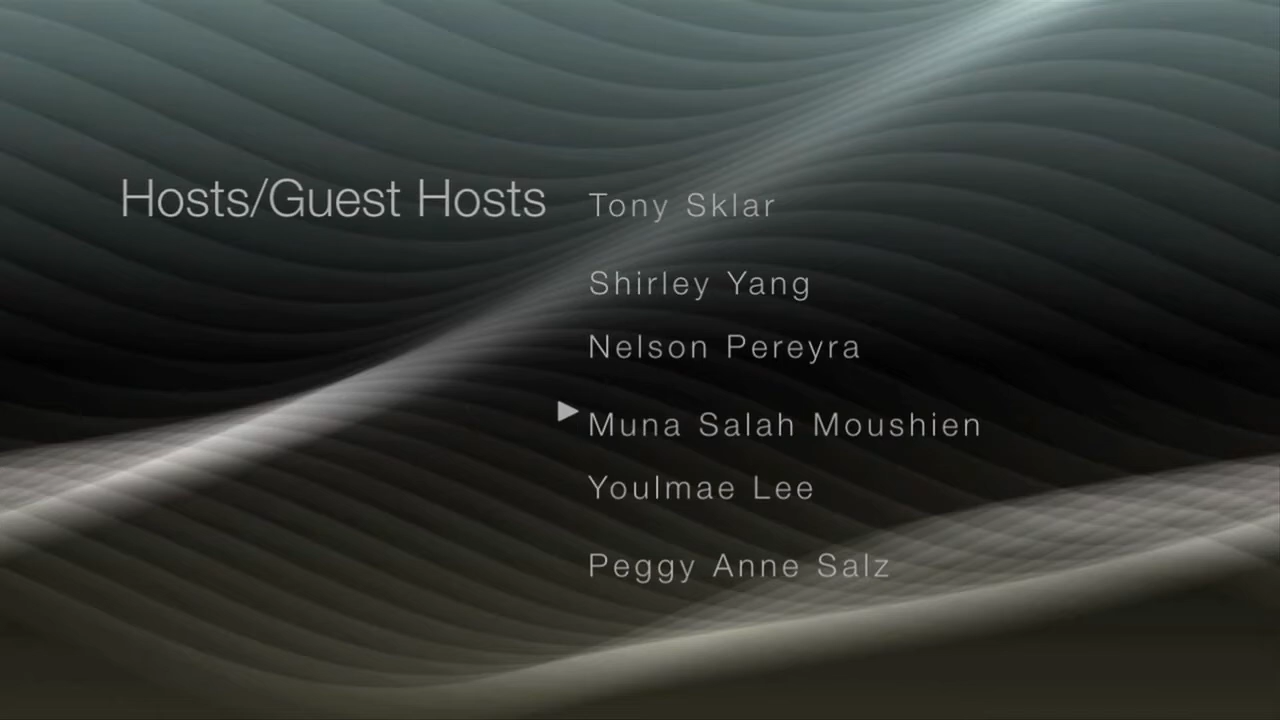 Hosts/Guest Hosts Tony Sklar
Shirley Yang
Nelson Pereyra
Muna Salah Moushien
Youlmae Lee
Peggy Anne Salz